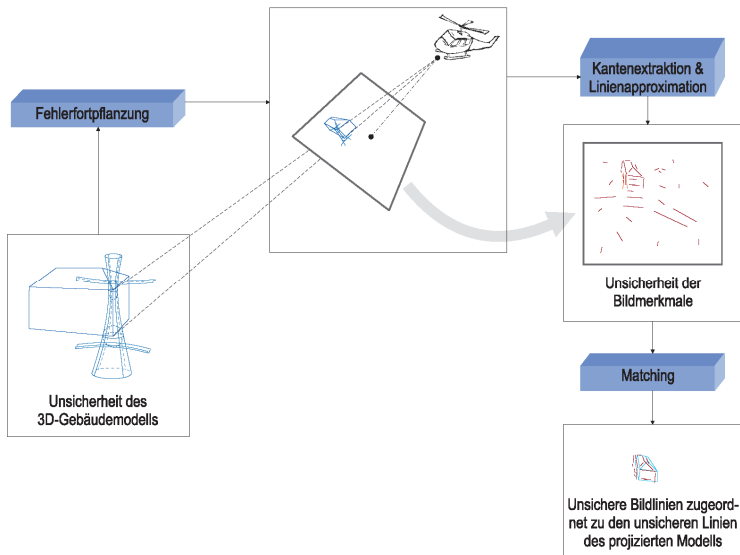 Fehlerfortpflanzung
Kantenextraktion &
Linienapproximation
Unsicherheit der
Bildmerkmale
Unsicherheit des
3D-Gebäudemodells
Matching
Unsichere Bildlinien zugeord-
net zu den unsicheren Linien
des projizierten Modells